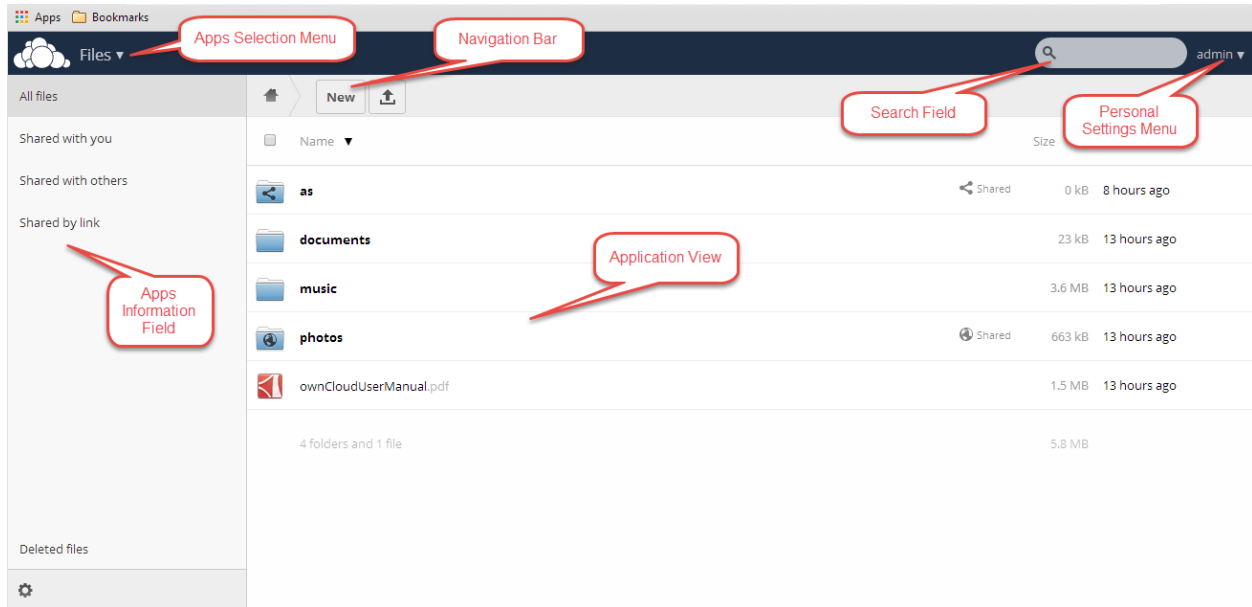 Apps Bookmarks
Files ▾
Apps Selection Menu
Navigation Bar
admin ▾
All files
New
Search Field
Personal
Settings Menu
Shared with you
Name ▼
Size
Shared with others
as
Shared
0 kB
8 hours ago
Shared by link
documents
23 kB
13 hours ago
Application View
Apps
Information
Field
music
3.6 MB
13 hours ago
photos
Shared
663 kB
13 hours ago
ownCloudUserManual.pdf
1.5 MB
13 hours ago
4 folders and 1 file
5.8 MB
Deleted files